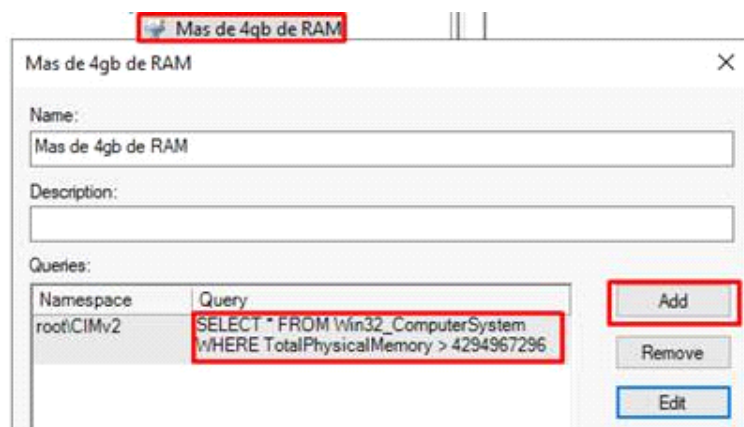 Mas de 4gb de RAM
Mas de 4gb de RAM
Name:
Mas de 4gb de RAM
Description:
Queries:
Namespace Query
Add
root\CIMv2 SELECT * FROM Win32_ComputerSystem
WHERE TotalPhysicalMemory > 4294967296
Remove
Edit